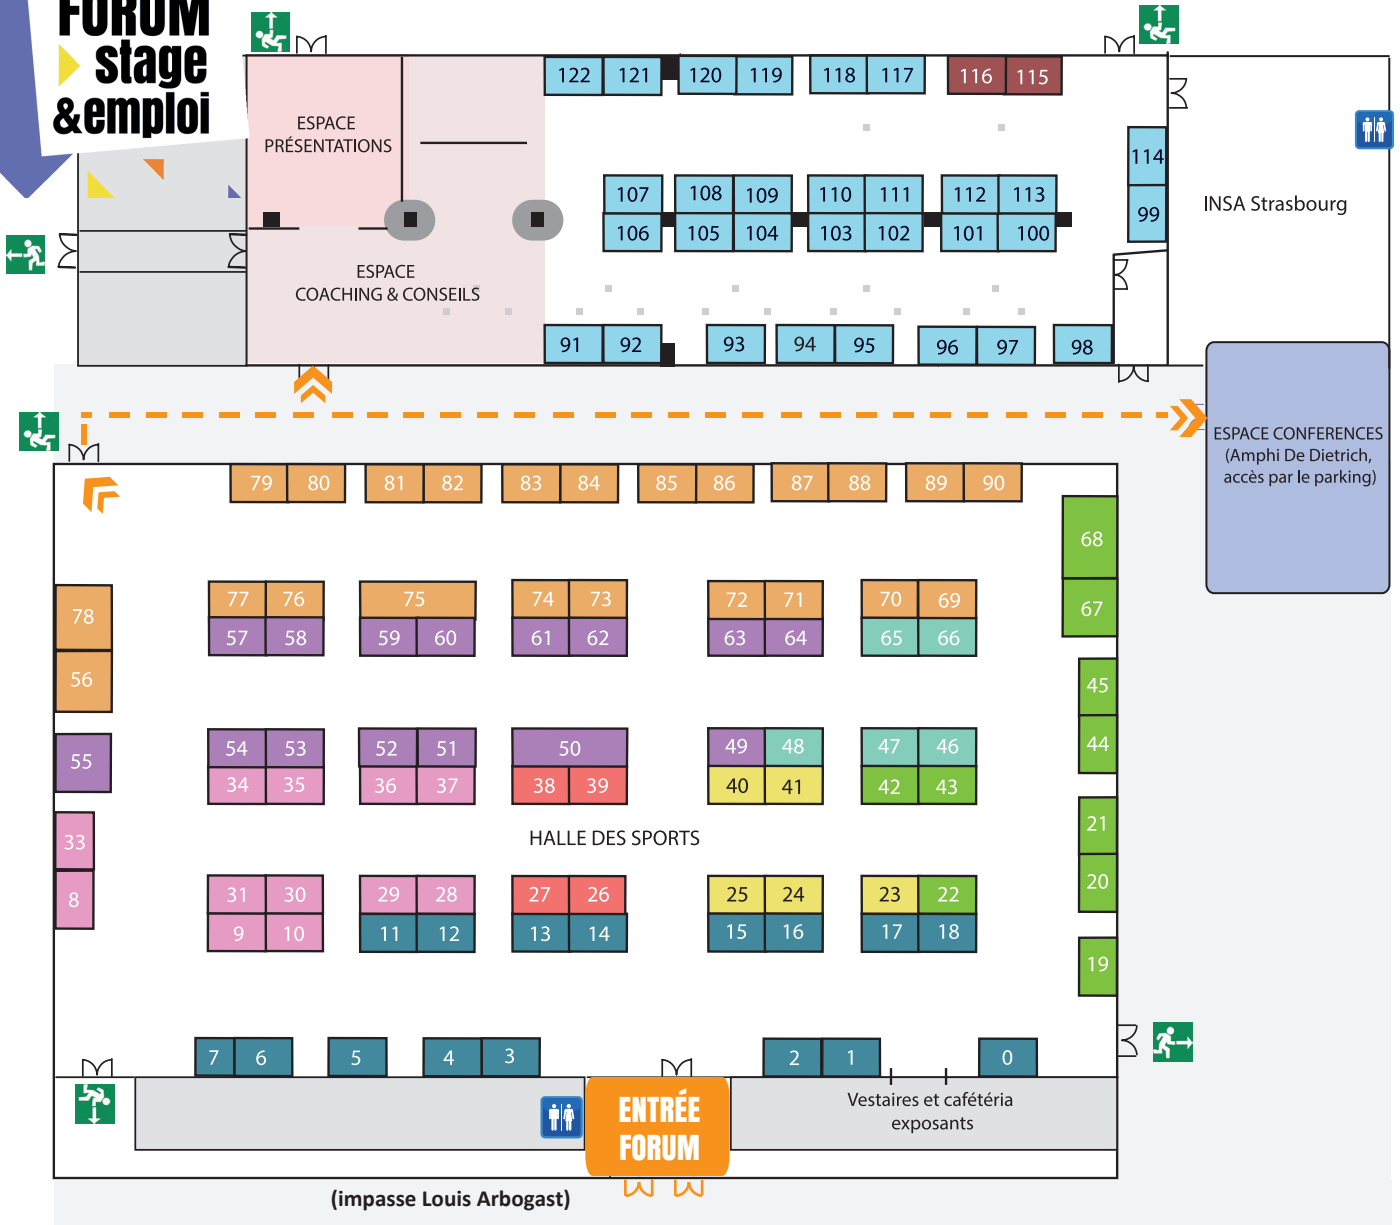 FORUM
stage
&emploi
122 121 120 119 118 117 116 115
ESPACE
PRÉSENTATIONS
114
INSA Strasbourg
107 108 109 110 111 112 113
99
106 105 104 103 102 101 100
ESPACE
COACHING & CONSEILS
91 92 93 94 95 96 97 98
ESPACE CONFERENCES
(Amphi De Dietrich,
accès par le parking)
79 80 81 82 83 84 85 86 87 88 89 90
68
77 76 75 74 73 72 71 70 69
67
78
57 58 59 60 61 62 63 64 65 66
56
45
54 53 52 51 50 49 48 47 46
44
55
34 35 36 37 38 39 40 41 42 43
21
HALLE DES SPORTS
33
20
31 30 29 28 27 26 25 24 23 22
8
9 10 11 12 13 14 15 16 17 18
19
7 6 5 4 3 2 1 0
ENTRÉE
FORUM
Vestaires et cafétéria
exposants
(impasse Louis Arbogast)